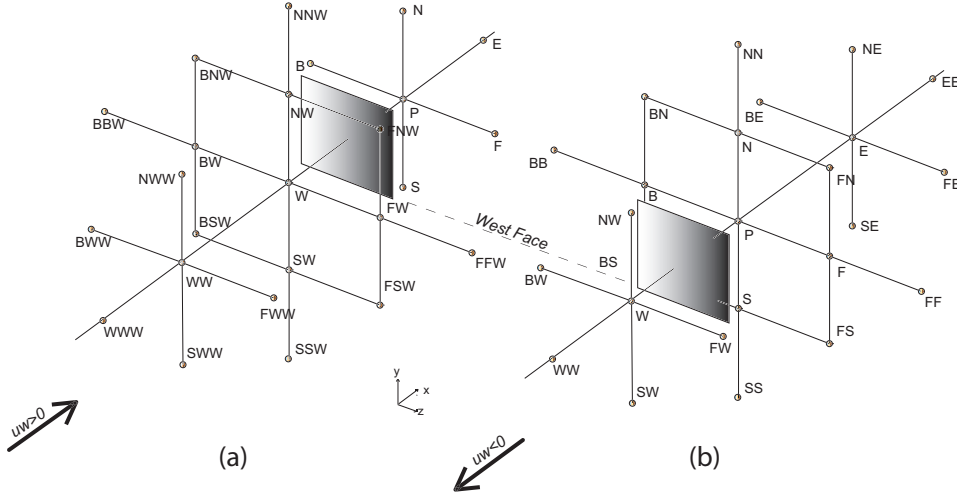 NNW
N
E
B
BNW
P
NW
FNW
F
BBW
BW
W
S
NWW
FW
BSW
BWW
WW
SW
FFW
FSW
FWW
WWW
SWW
SSW
West Face
uw>0
(a)
y
x
z
NN
NE
EE
BN
BE
N
E
BB
FN
FE
B
NW
P
SE
BS
F
BW
W
S
FF
FW
FS
WW
SW
SS
uw<0
(b)